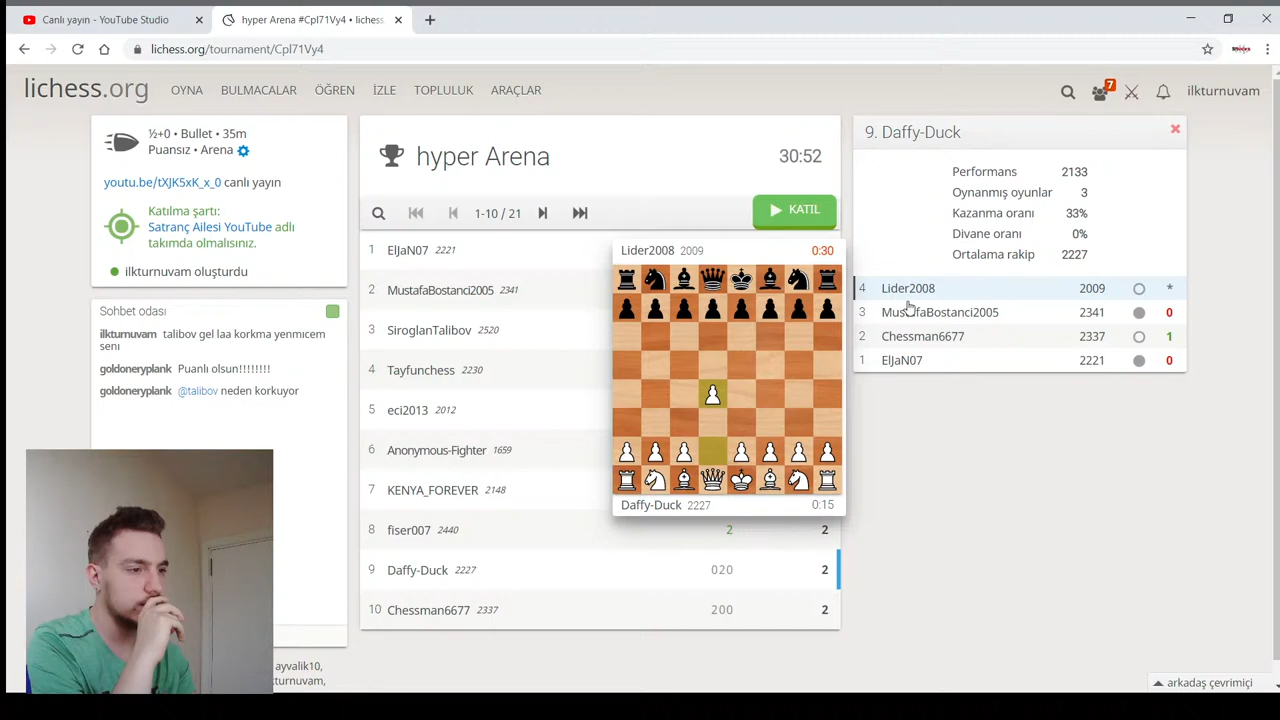 Canlı yayın - YouTube Studio
hyper Arena #Cpl71Vy4 • lichess.
lichess.org/tournament/Cpl71Vy4
lichess.org
OYNA
BULMACALAR
ÖĞREN
İZLE
TOPLULUK
ARAÇLAR
7
ilkturnuvam
½+0 • Bullet • 35m
Puansız • Arena
youtu.be/tXJK5xK_x_0 canlı yayın
Katılma şartı:
Satranç Ailesi YouTube adlı
takımda olmalısınız.
ilkturnuvam oluşturdu
Sohbet odası
ilkturnuvam talibov gel laa korkma yenmıcem
senı
goldoneryplank Puanlı olsun!!!!!!!!
goldoneryplank @talibov neden korkuyor
ayvalik10,
ilkturnuvam,
hyper Arena
30:52
1-10 / 21
KATIL
1 ElJaN07 2221
2 MustafaBostanci2005 2341
3 SiroglanTalibov 2520
4 Tayfunchess 2230
5 eci2013 2012
6 Anonymous-Fighter 1659
7 KENYA_FOREVER 2148
8 fiser007 2440 2 2
9 Daffy-Duck 2227 020 2
10 Chessman6677 2337 200 2
Lider2008 2009 0:30
Daffy-Duck 2227 0:15
9. Daffy-Duck
Performans 2133
Oynanmış oyunlar 3
Kazanma oranı 33%
Divane oranı 0%
Ortalama rakip 2227
4 Lider2008 2009 *
3 MustafaBostanci2005 2341 0
2 Chessman6677 2337 1
1 ElJaN07 2221 0
arkadaş çevrimiçi